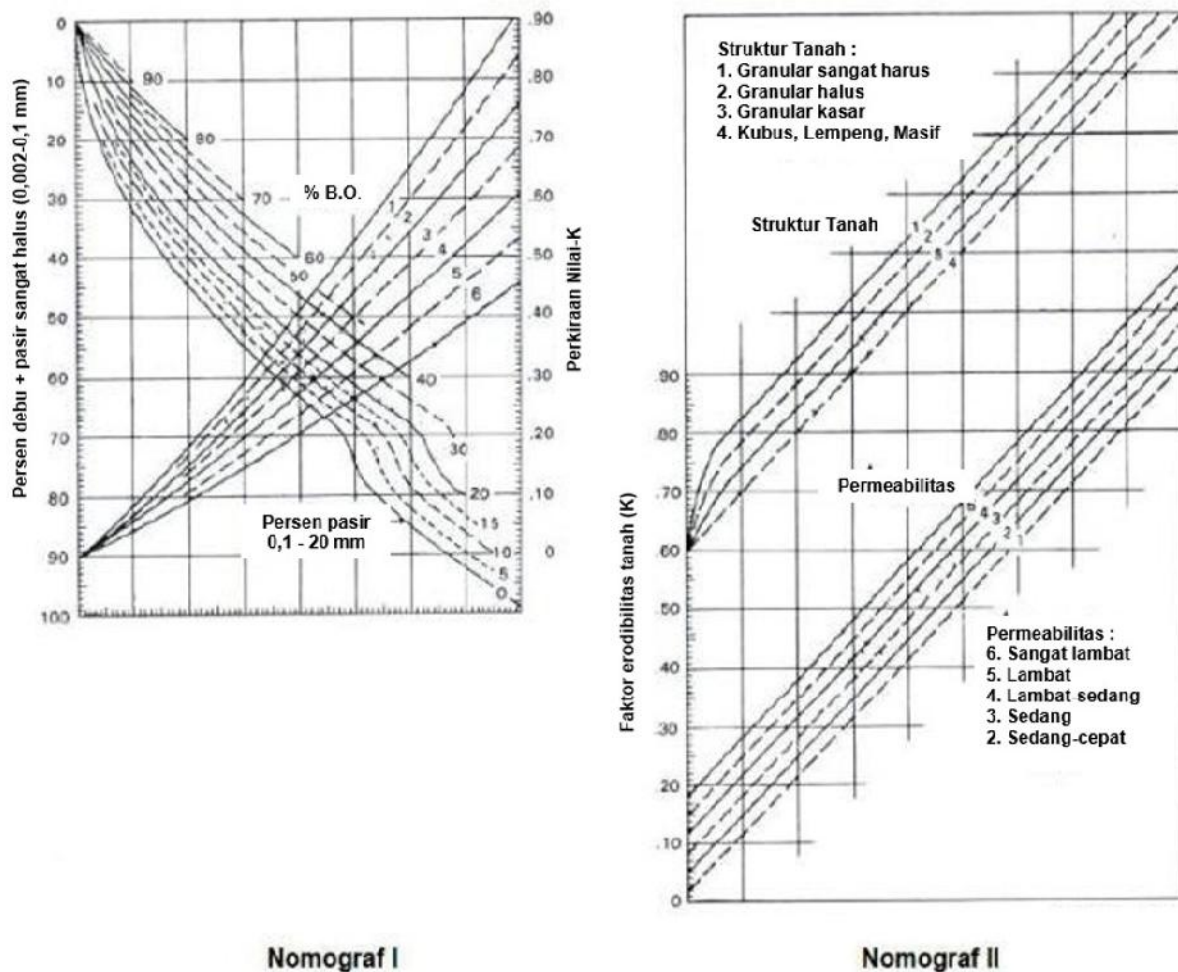 0
10
20
30
40
50
60
70
80
90
100
Persen debu + pasir sangat halus (0,002-0,1 mm)
90
80
70
60
50
40
30
20
15
10
5
0
% B.O.
1
2
3
4
5
6
Persen pasir
0,1 - 20 mm
.90
.80
.70
.60
.50
.40
.30
.20
.10
0
Perkiraan Nilai-K
Nomograf I
Struktur Tanah :
1. Granular sangat harus
2. Granular halus
3. Granular kasar
4. Kubus, Lempeng, Masif
Struktur Tanah
1
2
4
.90
.80
.70
.60
.50
.40
.30
.20
.10
0
Faktor erodibilitas tanah (K)
Permeabilitas
4
3
2
1
Permeabilitas :
6. Sangat lambat
5. Lambat
4. Lambat sedang
3. Sedang
2. Sedang-cepat
Nomograf II